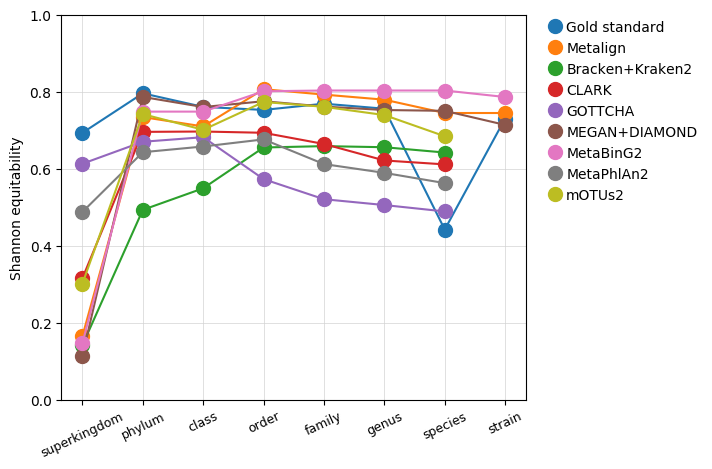 1.0
0.8
0.6
0.4
0.2
0.0
Shannon equitability
superkingdom
phylum
class
order
family
genus
species
strain
Gold standard
Metalign
Bracken+Kraken2
CLARK
GOTTCHA
MEGAN+DIAMOND
MetaBinG2
MetaPhlAn2
mOTUs2